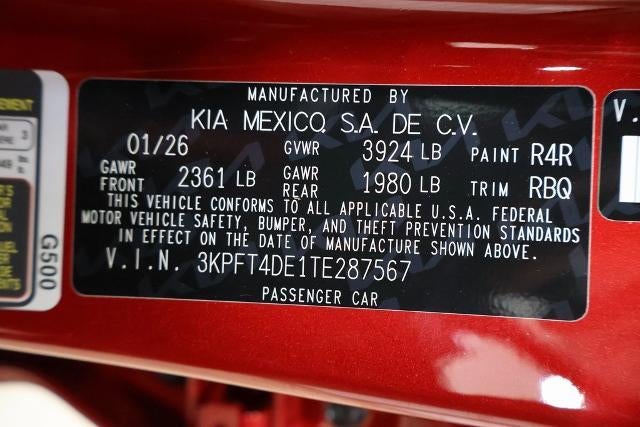 MANUFACTURED BY
KIA MEXICO, S.A. DE C.V.
01/26 GVWR 3924 LB PAINT R4R
GAWR FRONT 2361 LB GAWR REAR 1980 LB TRIM RBQ
THIS VEHICLE CONFORMS TO ALL APPLICABLE U.S.A. FEDERAL
MOTOR VEHICLE SAFETY, BUMPER, AND THEFT PREVENTION STANDARDS
IN EFFECT ON THE DATE OF MANUFACTURE SHOWN ABOVE.
V.I.N. 3KPFT4DE1TE287567
PASSENGER CAR
G500
V.
3